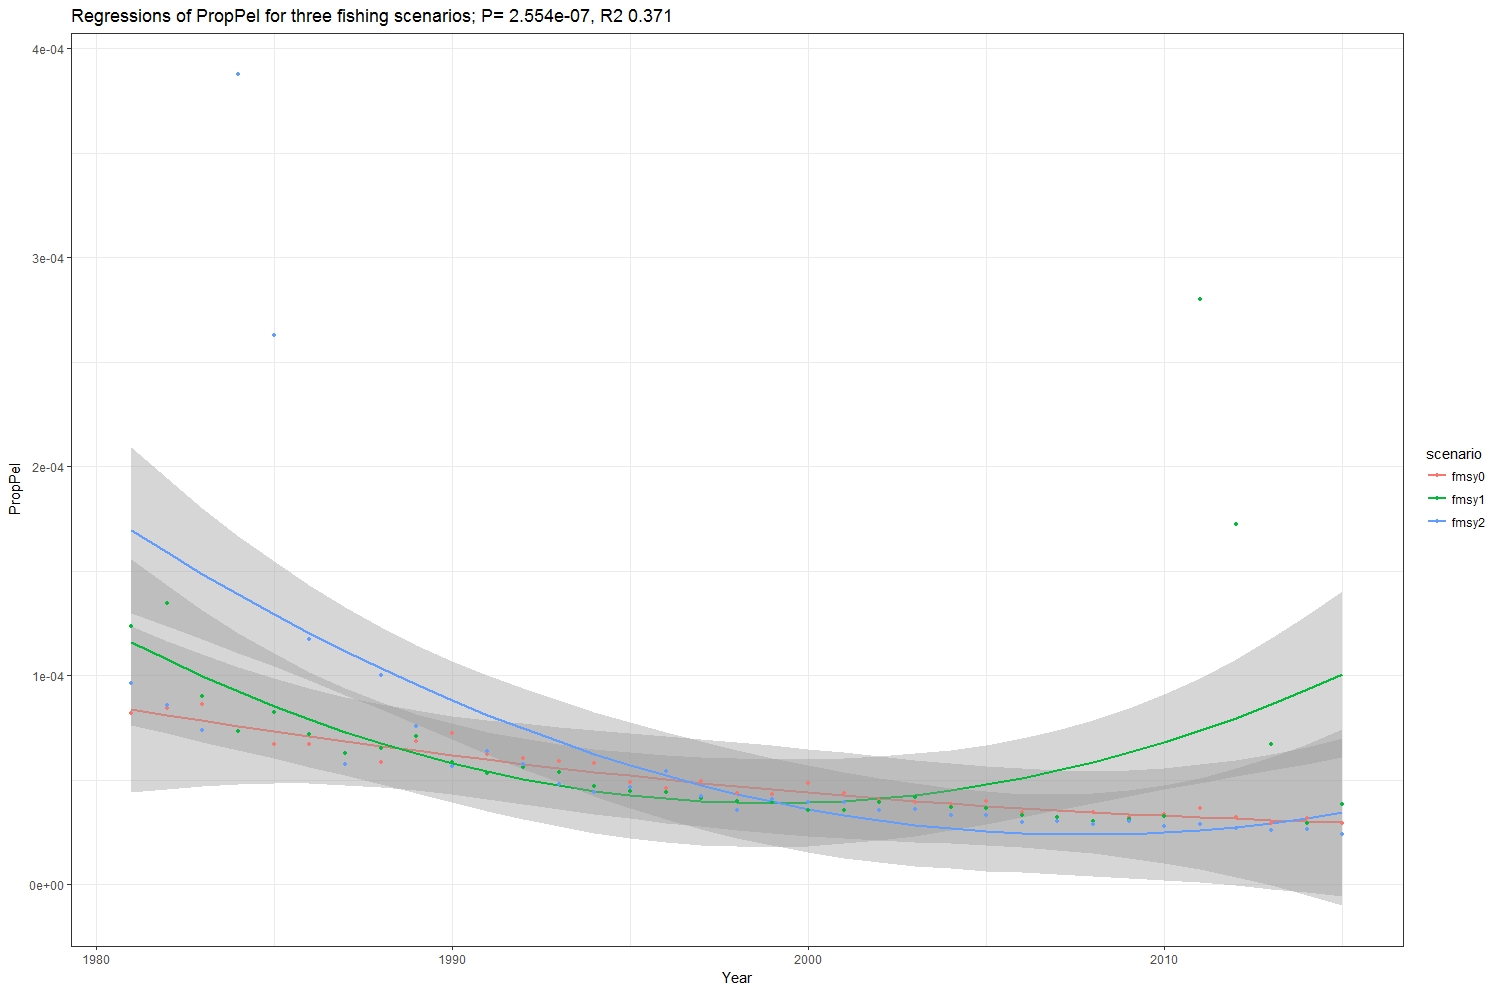 Regressions of PropPel for three fishing scenarios; P= 2.554e-07, R2 0.371
4e-04
3e-04
2e-04
1e-04
0e+00
PropPel
1980
1990
2000
2010
Year
scenario
fmsy0
fmsy1
fmsy2